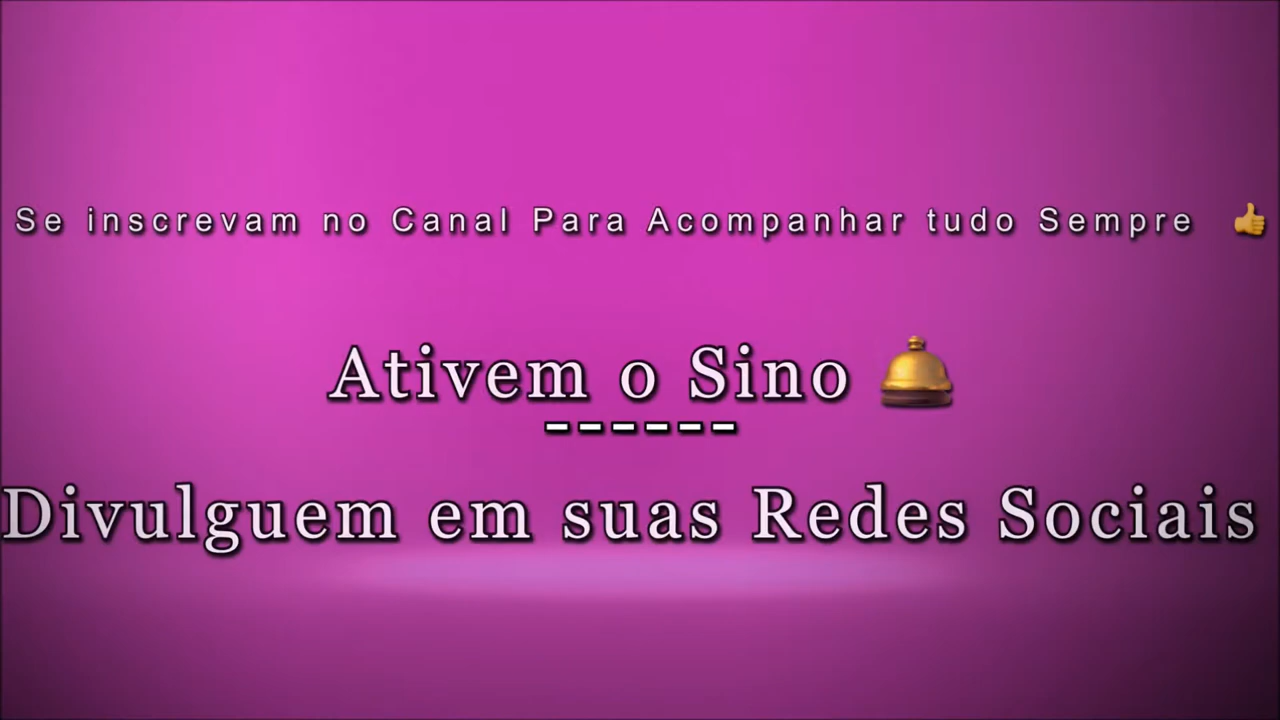 Se inscrevam no Canal Para Acompanhar tudo Sempre 👍
Ativem o Sino 🛎
------
Divulguem em suas Redes Sociais